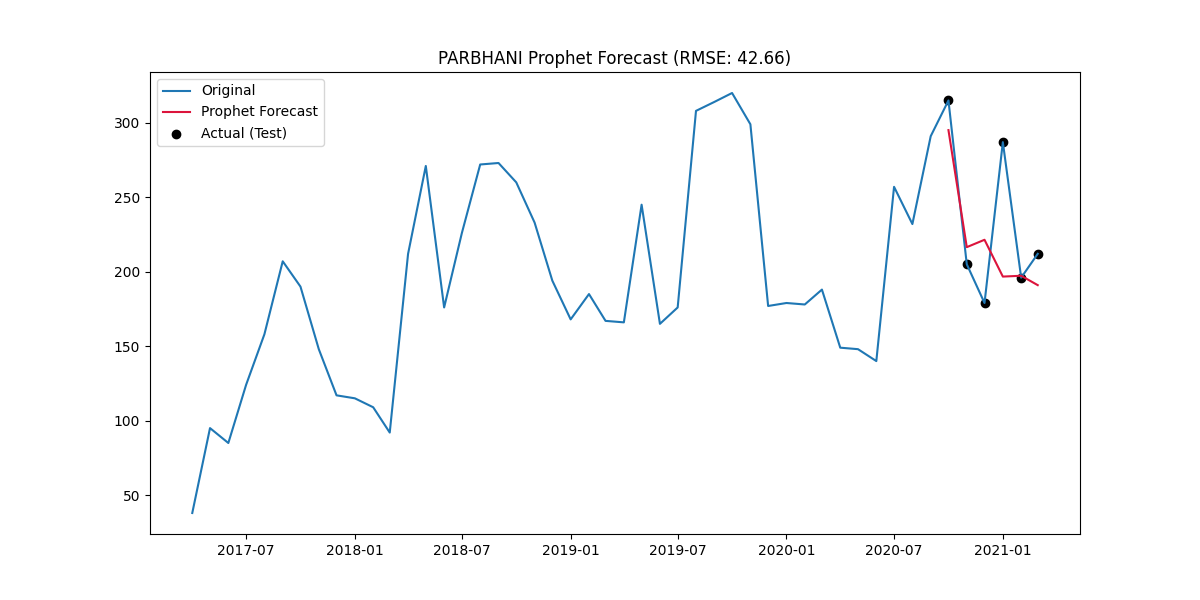 PARBHANI Prophet Forecast (RMSE: 42.66)
Original
Prophet Forecast
Actual (Test)
300
250
200
150
100
50
2017-07 2018-01 2018-07 2019-01 2019-07 2020-01 2020-07 2021-01